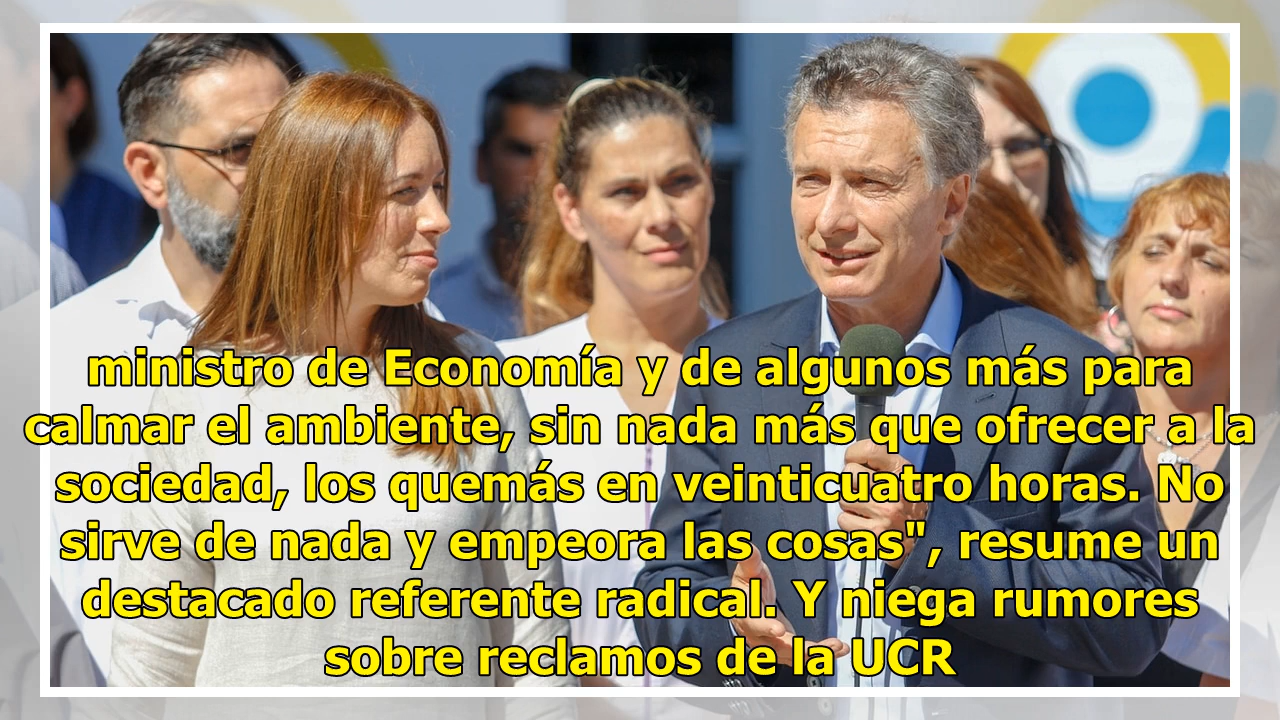 ministro de Economía y de algunos más para
calmar el ambiente, sin nada más que ofrecer a la
sociedad, los quemás en veinticuatro horas. No
sirve de nada y empeora las cosas", resume un
destacado referente radical. Y niega rumores
sobre reclamos de la UCR